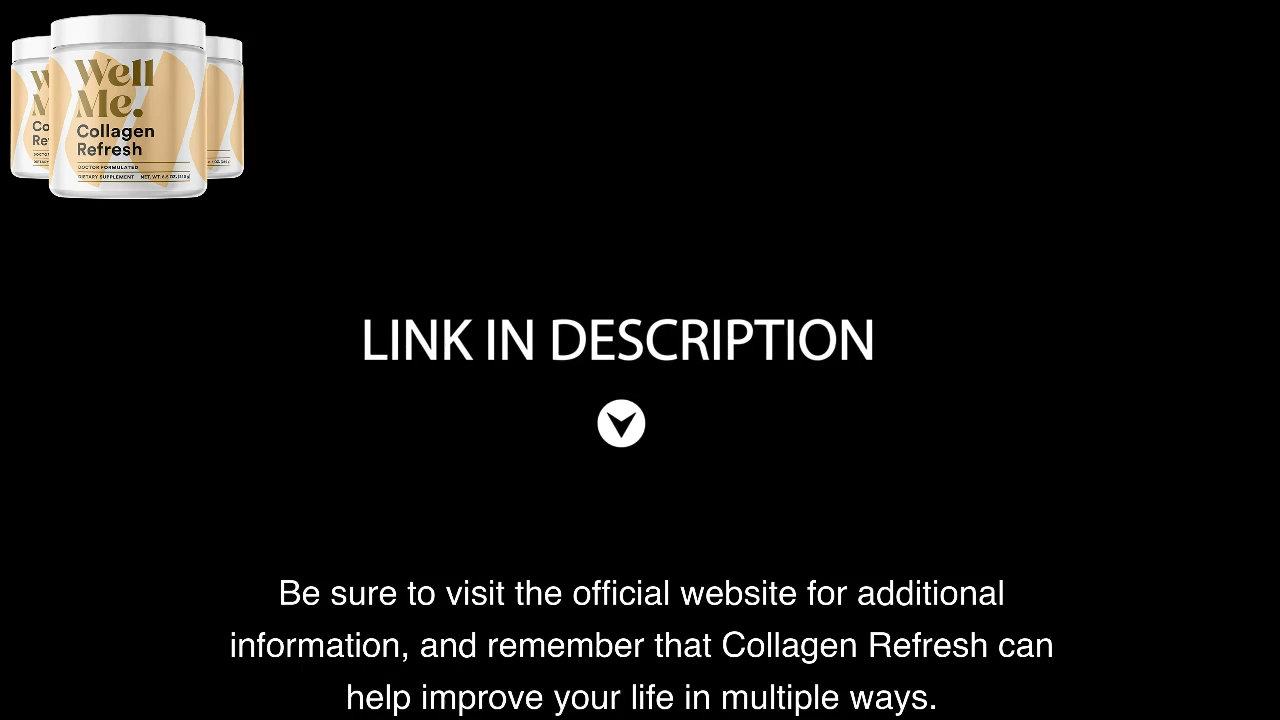 Well
Me.
Collagen
Refresh
DOCTOR FORMULATED
DIETARY SUPPLEMENT
LINK IN DESCRIPTION
Be sure to visit the official website for additional
information, and remember that Collagen Refresh can
help improve your life in multiple ways.